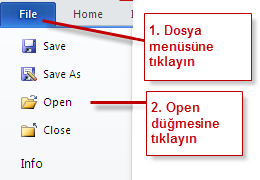 File
Home
1. Dosya
menüsüne
tıklayın
Save
Save As
Open
Close
2. Open
düğmesine
tıklayın
Info